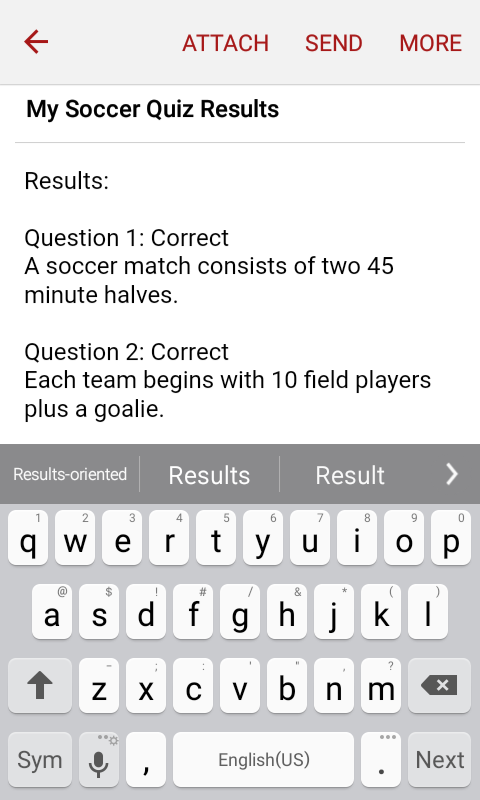 ATTACH SEND MORE
My Soccer Quiz Results
Results:
Question 1: Correct
A soccer match consists of two 45
minute halves.
Question 2: Correct
Each team begins with 10 field players
plus a goalie.
Results-oriented Results Result
1 2 3 4 5 6 7 8 9 0
q w e r t y u i o p
@ $ ! # / & * ( )
a s d f g h j k l
- ; : ' " , ?
z x c v b n m
Sym , English(US) . Next